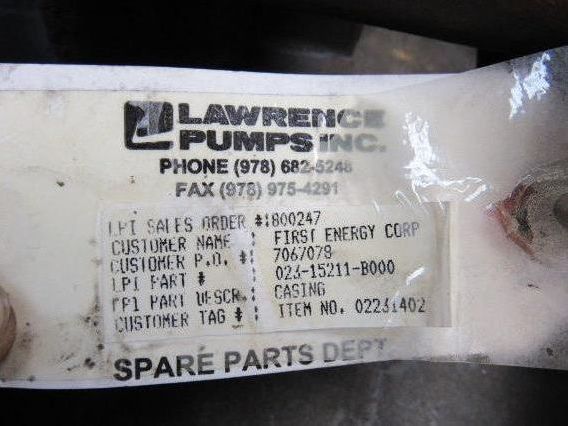 LAWRENCE
PUMPS INC.
PHONE (978) 682-5248
FAX (978) 975-4291
LPI SALES ORDER #1800247
CUSTOMER NAME : FIRST ENERGY CORP
CUSTOMER P.O. #: 7067078
LPI PART # : 023-15211-B000
LPI PART DESCR.: CASING
CUSTOMER TAG # : ITEM NO. 02231402
SPARE PARTS DEPT